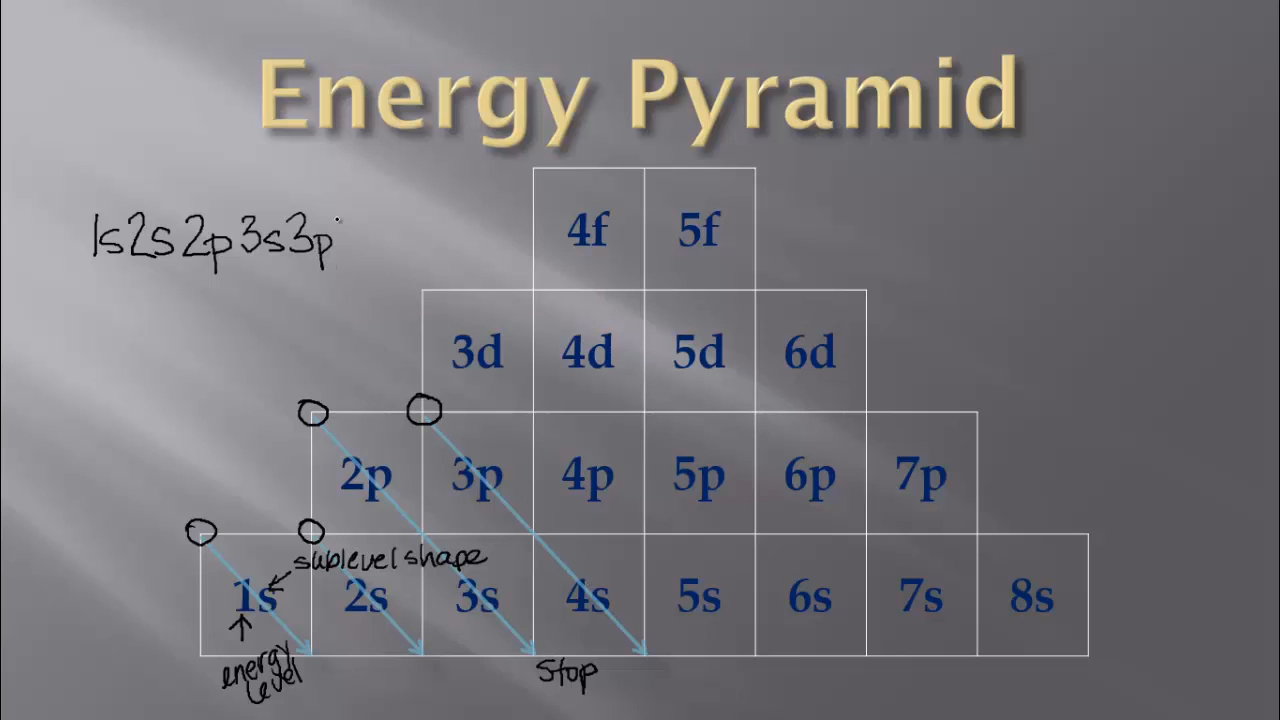 Energy Pyramid
1s2s2p3s3p
4f 5f
3d 4d 5d 6d
2p 3p 4p 5p 6p 7p
sublevel shape
1s 2s 3s 4s 5s 6s 7s 8s
energy
level
stop